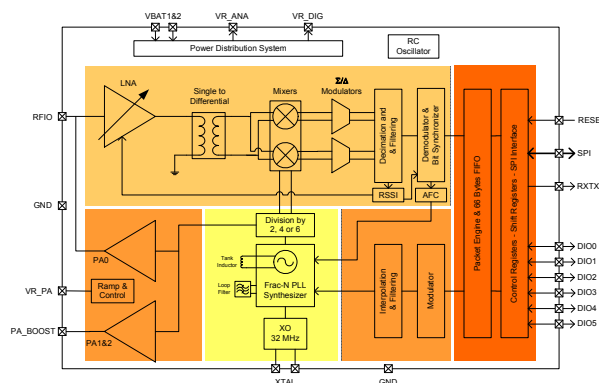 VBAT1&2
VR_ANA
VR_DIG
Power Distribution System
RC
Oscillator
LNA
Single to
Differential
Mixers
Σ/Δ
Modulators
RFIO
Decimation and
& Filtering
Demodulator &
Bit Synchronizer
RSSI
AFC
Packet Engine & 66 Bytes FIFO
Control Registers - Shift Registers - SPI Interface
RESE
SPI
RXTX
GND
Division by
2, 4 or 6
PA0
Tank
Inductor
Frac-N PLL
Synthesizer
Loop
Filter
Interpolation
& Filtering
Modulator
DIO0
DIO1
DIO2
DIO3
DIO4
DIO5
VR_PA
Ramp &
Control
PA_BOOST
PA1&2
XO
32 MHz
XTAL
GND